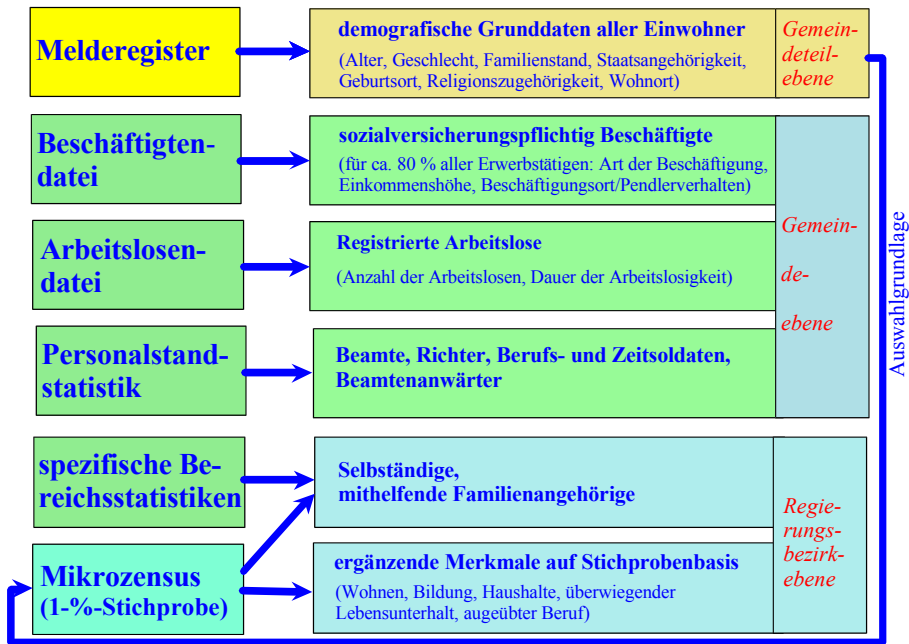 Melderegister
demografische Grunddaten aller Einwohner
(Alter, Geschlecht, Familienstand, Staatsangehörigkeit,
Geburtsort, Religionszugehörigkeit, Wohnort)
Gemein-
deteil-
ebene
Beschäftigten-
datei
sozialversicherungspflichtig Beschäftigte
(für ca. 80 % aller Erwerbstätigen: Art der Beschäftigung,
Einkommenshöhe, Beschäftigungsort/Pendlerverhalten)
Arbeitslosen-
datei
Registrierte Arbeitslose
(Anzahl der Arbeitslosen, Dauer der Arbeitslosigkeit)
Gemein-
de-
ebene
Personalstand-
statistik
Beamte, Richter, Berufs- und Zeitsoldaten,
Beamtenanwärter
spezifische Be-
reichsstatistiken
Selbständige,
mithelfende Familienangehörige
Regie-
rungs-
bezirk-
ebene
Mikrozensus
(1-%-Stichprobe)
ergänzende Merkmale auf Stichprobenbasis
(Wohnen, Bildung, Haushalte, überwiegender
Lebensunterhalt, augeübter Beruf)
Auswahlgrundlage